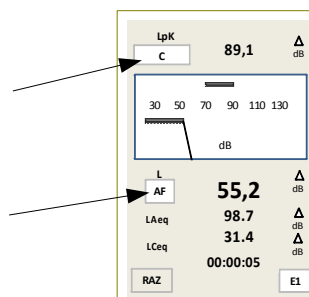 LpK
C 89,1 Δ
dB
30 50 70 90 110 130
dB
L
AF 55,2 Δ
dB
LAeq 98.7 Δ
dB
LCeq 31.4 Δ
dB
00:00:05
RAZ E1